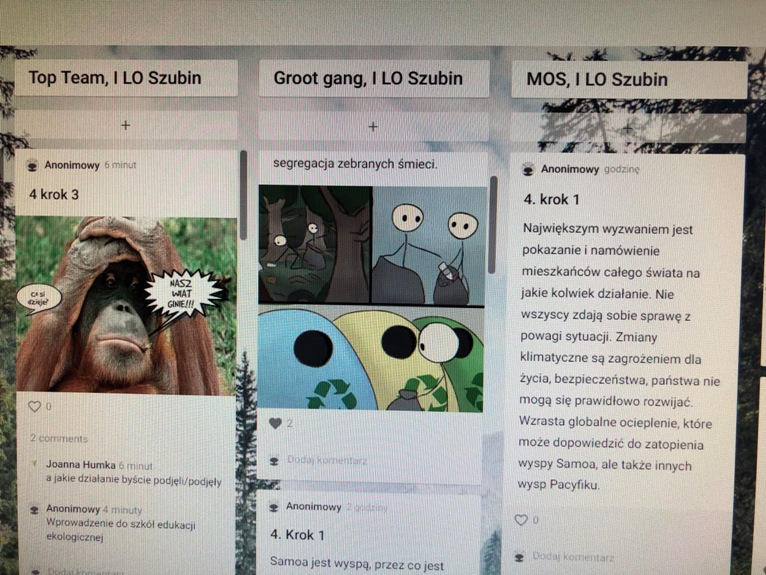 Top Team, I LO Szubin
+
Anonimowy 6 minut
4 krok 3
CO SI
dzieje?
NASZ
WIAT
GINIE!!!
0
2 comments
Joanna Humka 6 minut
a jakie działanie byście podjęli/podjęły
Anonimowy 4 minuty
Wprowadzenie do szkół edukacji
ekologicznej
Dodaj komentarz
Groot gang, I LO Szubin
+
segregacja zebranych śmieci.
2
Dodaj komentarz
Anonimowy 2 godziny
4. Krok 1
Samoa jest wyspą, przez co jest
MOS, I LO Szubin
+
Anonimowy godzinę
4. krok 1
Największym wyzwaniem jest
pokazanie i namówienie
mieszkańców całego świata na
jakie kolwiek działanie. Nie
wszyscy zdają sobie sprawę z
powagi sytuacji. Zmiany
klimatyczne są zagrożeniem dla
życia, bezpieczeństwa, państwa nie
mogą się prawidłowo rozwijać.
Wzrasta globalne ocieplenie, które
może dopowiedzić do zatopienia
wyspy Samoa, ale także innych
wysp Pacyfiku.
0
Dodaj komentarz